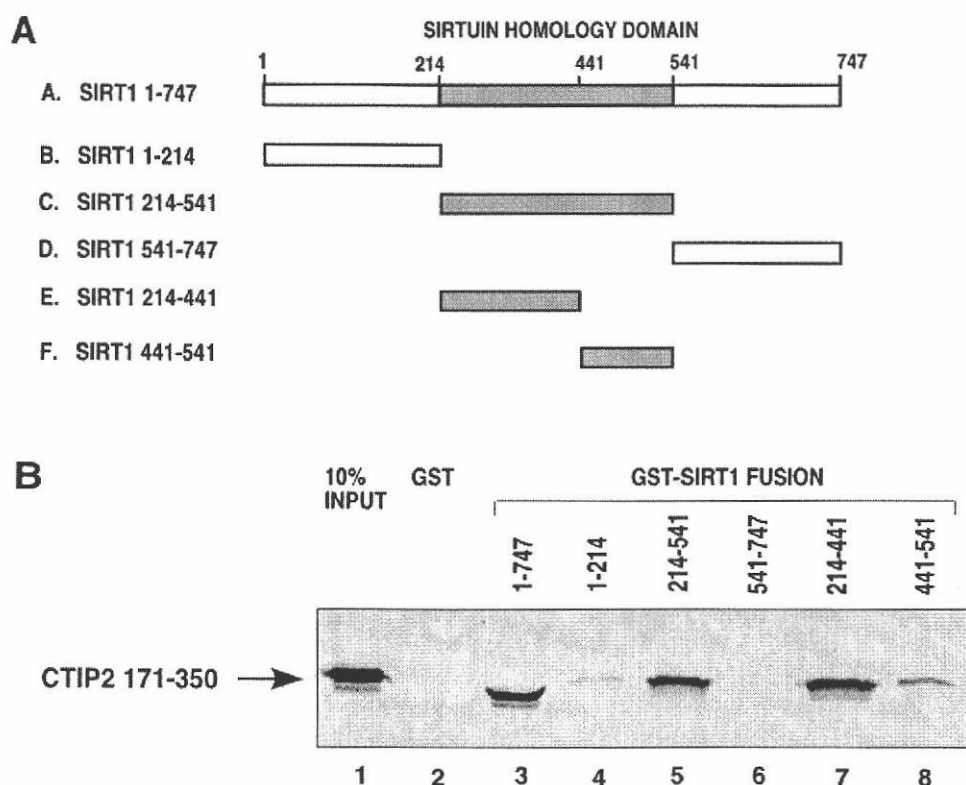 A
SIRTUIN HOMOLOGY DOMAIN
1 214 441 541 747
A. SIRT1 1-747
B. SIRT1 1-214
C. SIRT1 214-541
D. SIRT1 541-747
E. SIRT1 214-441
F. SIRT1 441-541
B
10% INPUT
GST
GST-SIRT1 FUSION
1-747
1-214
214-541
541-747
214-441
441-541
CTIP2 171-350
1 2 3 4 5 6 7 8